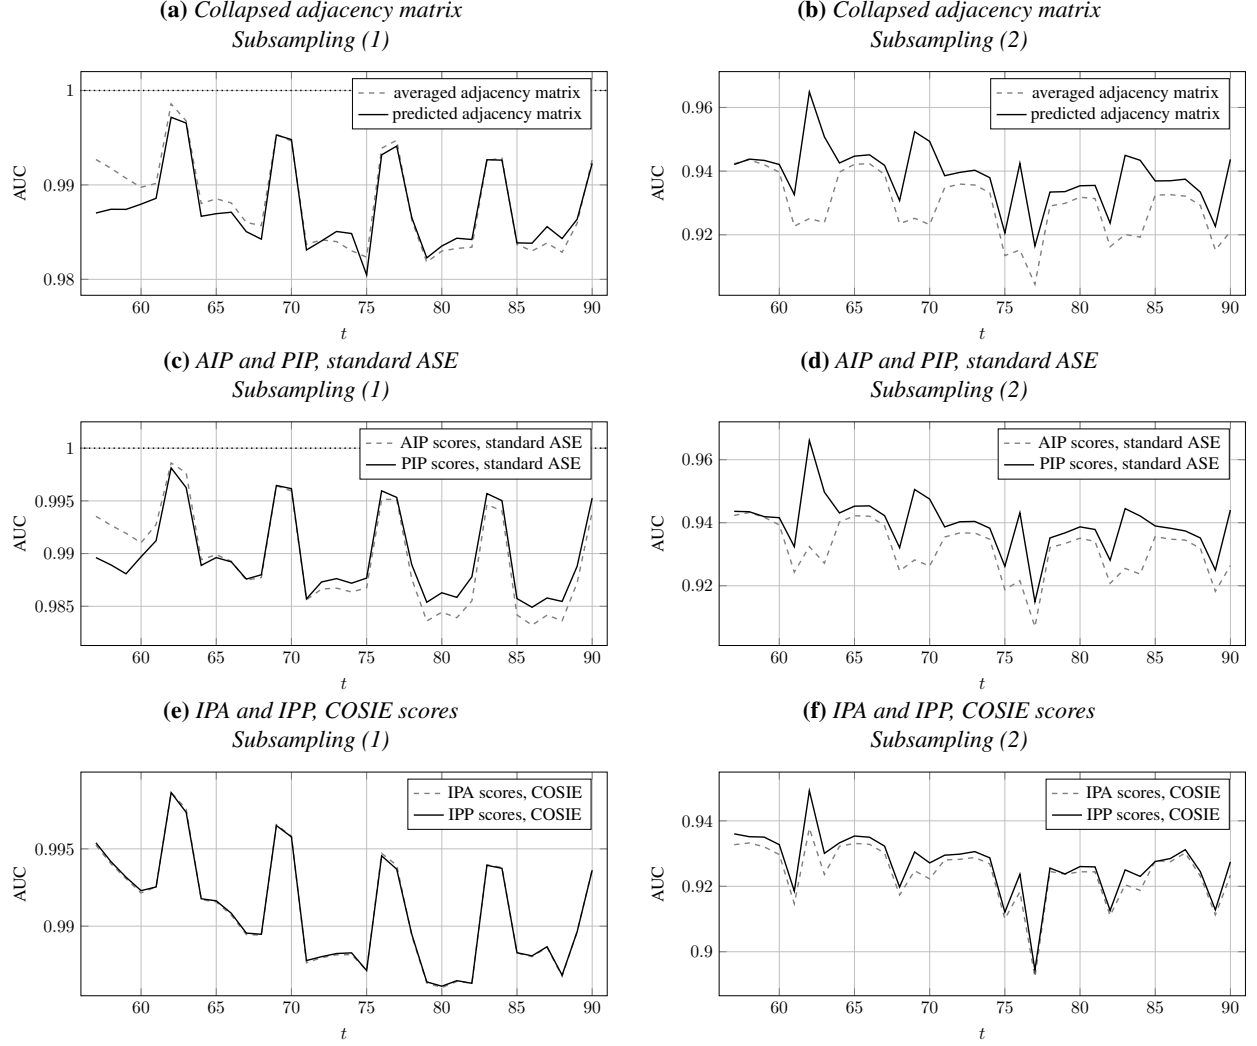 (a) Collapsed adjacency matrix
Subsampling (1)
averaged adjacency matrix
predicted adjacency matrix
AUC
1
0.99
0.98
60 65 70 75 80 85 90
t
(b) Collapsed adjacency matrix
Subsampling (2)
averaged adjacency matrix
predicted adjacency matrix
AUC
0.96
0.94
0.92
60 65 70 75 80 85 90
t
(c) AIP and PIP, standard ASE
Subsampling (1)
AIP scores, standard ASE
PIP scores, standard ASE
AUC
1
0.995
0.99
0.985
60 65 70 75 80 85 90
t
(d) AIP and PIP, standard ASE
Subsampling (2)
AIP scores, standard ASE
PIP scores, standard ASE
AUC
0.96
0.94
0.92
60 65 70 75 80 85 90
t
(e) IPA and IPP, COSIE scores
Subsampling (1)
IPA scores, COSIE
IPP scores, COSIE
AUC
0.995
0.99
60 65 70 75 80 85 90
t
(f) IPA and IPP, COSIE scores
Subsampling (2)
IPA scores, COSIE
IPP scores, COSIE
AUC
0.94
0.92
0.9
60 65 70 75 80 85 90
t